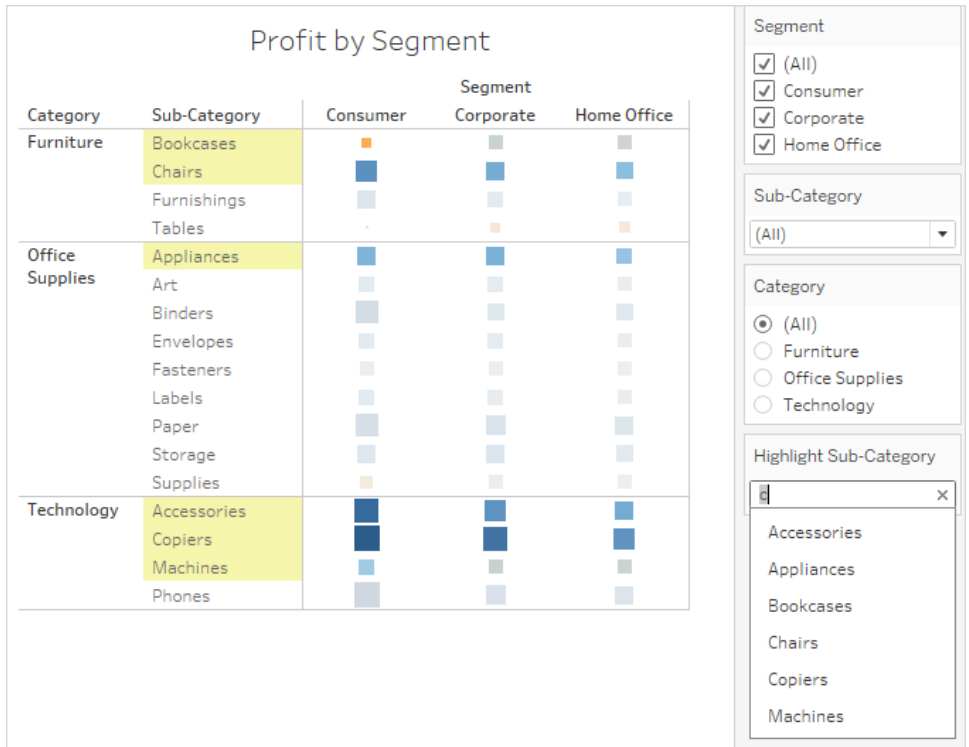 Profit by Segment
Segment
Category Sub-Category Consumer Corporate Home Office
Furniture Bookcases
Chairs
Furnishings
Tables
Office Supplies Appliances
Art
Binders
Envelopes
Fasteners
Labels
Paper
Storage
Supplies
Technology Accessories
Copiers
Machines
Phones
Segment
(All)
Consumer
Corporate
Home Office
Sub-Category
(All)
Category
(All)
Furniture
Office Supplies
Technology
Highlight Sub-Category
c
Accessories
Appliances
Bookcases
Chairs
Copiers
Machines